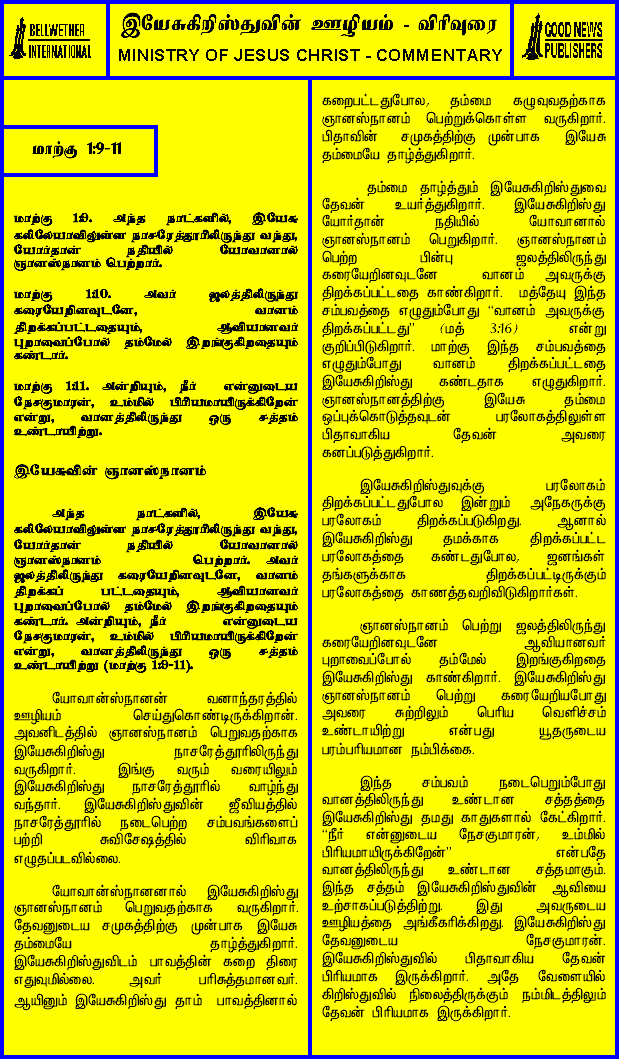 BELLWETHER
INTERNATIONAL
இயேசுகிறிஸ்துவின் ஊழியம் - விரிவுரை
MINISTRY OF JESUS CHRIST - COMMENTARY
GOOD NEWS
PUBLISHERS
மாற்கு 1:9-11
மாற்கு 1:9. அந்த நாட்களில், இயேசு
கலிலேயாவிலுள்ள நாசரேத்தூரிலிருந்து வந்து,
யோர்தான் நதியில் யோவானால்
ஞானஸ்நானம் பெற்றார்.
மாற்கு 1:10. அவர் ஜலத்திலிருந்து
கரையேறினவுடனே, வானம்
திறக்கப்பட்டதையும், ஆவியானவர்
புறாவைப்போல் தம்மேல் இறங்குகிறதையும்
கண்டார்.
மாற்கு 1:11. அன்றியும், நீர் என்னுடைய
நேசகுமாரன், உம்மில் பிரியமாயிருக்கிறேன்
என்று, வானத்திலிருந்து ஒரு சத்தம்
உண்டாயிற்று.
இயேசுவின் ஞானஸ்நானம்
அந்த நாட்களில், இயேசு
கலிலேயாவிலுள்ள நாசரேத்தூரிலிருந்து வந்து,
யோர்தான் நதியில் யோவானால்
ஞானஸ்நானம் பெற்றார். அவர்
ஜலத்திலிருந்து கரையேறினவுடனே, வானம்
திறக்கப் பட்டதையும், ஆவியானவர்
புறாவைப்போல் தம்மேல் இறங்குகிறதையும்
கண்டார். அன்றியும், நீர் என்னுடைய
நேசகுமாரன், உம்மில் பிரியமாயிருக்கிறேன்
என்று, வானத்திலிருந்து ஒரு சத்தம்
உண்டாயிற்று (மாற்கு 1:9-11).
யோவான்ஸ்நானன் வனாந்தரத்தில்
ஊழியம் செய்துகொண்டிருக்கிறான்.
அவனிடத்தில் ஞானஸ்நானம் பெறுவதற்காக
இயேசுகிறிஸ்து நாசரேத்தூரிலிருந்து
வருகிறார். இங்கு வரும் வரையிலும்
இயேசுகிறிஸ்து நாசரேத்தூரில் வாழ்ந்து
வந்தார். இயேசுகிறிஸ்துவின் ஜீவியத்தில்
நாசரேத்தூரில் நடைபெற்ற சம்பவங்களைப்
பற்றி சுவிசேஷத்தில் விரிவாக
எழுதப்படவில்லை.
யோவான்ஸ்நானனால் இயேசுகிறிஸ்து
ஞானஸ்நானம் பெறுவதற்காக வருகிறார்.
தேவனுடைய சமுகத்திற்கு முன்பாக இயேசு
தம்மையே தாழ்த்துகிறார்.
இயேசுகிறிஸ்துவிடம் பாவத்தின் கறை திரை
எதுவுமில்லை. அவர் பரிசுத்தமானவர்.
ஆயினும் இயேசுகிறிஸ்து தாம் பாவத்தினால்
கறைபட்டதுபோல, தம்மை கழுவுவதற்காக
ஞானஸ்நானம் பெற்றுக்கொள்ள வருகிறார்.
பிதாவின் சமுகத்திற்கு முன்பாக இயேசு
தம்மையே தாழ்த்துகிறார்.
தம்மை தாழ்த்தும் இயேசுகிறிஸ்துவை
தேவன் உயர்த்துகிறார். இயேசுகிறிஸ்து
யோர்தான் நதியில் யோவானால்
ஞானஸ்நானம் பெறுகிறார். ஞானஸ்நானம்
பெற்ற பின்பு ஜலத்திலிருந்து
கரையேறினவுடனே வானம் அவருக்கு
திறக்கப்பட்டதை காண்கிறார். மத்தேயு இந்த
சம்பவத்தை எழுதும்போது "வானம் அவருக்கு
திறக்கப்பட்டது" (மத் 3:16) என்று
குறிப்பிடுகிறார். மாற்கு இந்த சம்பவத்தை
எழுதும்போது வானம் திறக்கப்பட்டதை
இயேசுகிறிஸ்து கண்டதாக எழுதுகிறார்.
ஞானஸ்நானத்திற்கு இயேசு தம்மை
ஒப்புக்கொடுத்தவுடன் பரலோகத்திலுள்ள
பிதாவாகிய தேவன் அவரை
கனப்படுத்துகிறார்.
இயேசுகிறிஸ்துவுக்கு பரலோகம்
திறக்கப்பட்டதுபோல இன்றும் அநேகருக்கு
பரலோகம் திறக்கப்படுகிறது. ஆனால்
இயேசுகிறிஸ்து தமக்காக திறக்கப்பட்ட
பரலோகத்தை கண்டதுபோல, ஜனங்கள்
தங்களுக்காக திறக்கப்பட்டிருக்கும்
பரலோகத்தை காணத்தவறிவிடுகிறார்கள்.
ஞானஸ்நானம் பெற்று ஜலத்திலிருந்து
கரையேறினவுடனே ஆவியானவர்
புறாவைப்போல் தம்மேல் இறங்குகிறதை
இயேசுகிறிஸ்து காண்கிறார். இயேசுகிறிஸ்து
ஞானஸ்நானம் பெற்று கரையேறியபோது
அவரை சுற்றிலும் பெரிய வெளிச்சம்
உண்டாயிற்று என்பது யூதருடைய
பரம்பரியமான நம்பிக்கை.
இந்த சம்பவம் நடைபெறும்போது
வானத்திலிருந்து உண்டான சத்தத்தை
இயேசுகிறிஸ்து தமது காதுகளால் கேட்கிறார்.
"நீர் என்னுடைய நேசகுமாரன், உம்மில்
பிரியமாயிருக்கிறேன்" என்பதே
வானத்திலிருந்து உண்டான சத்தமாகும்.
இந்த சத்தம் இயேசுகிறிஸ்துவின் ஆவியை
உற்சாகப்படுத்திற்று. இது அவருடைய
ஊழியத்தை அங்கீகரிக்கிறது. இயேசுகிறிஸ்து
தேவனுடைய நேசகுமாரன்.
இயேசுகிறிஸ்துவில் பிதாவாகிய தேவன்
பிரியமாக இருக்கிறார். அதே வேளையில்
கிறிஸ்துவில் நிலைத்திருக்கும் நம்மிடத்திலும்
தேவன் பிரியமாக இருக்கிறார்.